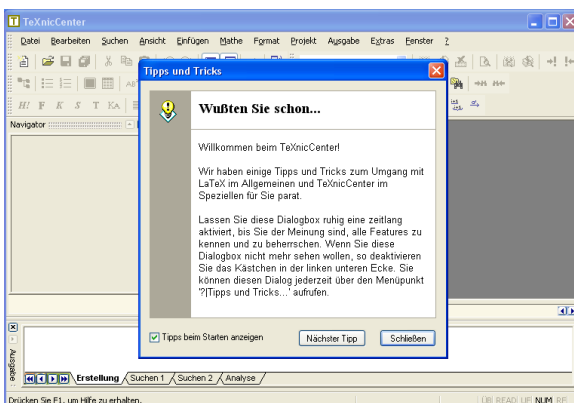 TeXnicCenter
Datei Bearbeiten Suchen Ansicht Einfügen Mathe Format Projekt Ausgabe Extras Fenster ?
Tipps und Tricks
H! F K S T KA
Navigator
Wußten Sie schon...
Willkommen beim TeXnicCenter!
Wir haben einige Tipps und Tricks zum Umgang mit
LaTeX im Allgemeinen und TeXnicCenter im
Speziellen für Sie parat.
Lassen Sie diese Dialogbox ruhig eine zeitlang
aktiviert, bis Sie der Meinung sind, alle Features zu
kennen und zu beherrschen. Wenn Sie diese
Dialogbox nicht mehr sehen wollen, so deaktivieren
Sie das Kästchen in der linken unteren Ecke. Sie
können diesen Dialog jederzeit über den Menüpunkt
'?|Tipps und Tricks...' aufrufen.
Tipps beim Starten anzeigen
Nächster Tipp
Schließen
Ausgabe
Erstellung Suchen 1 Suchen 2 Analyse
Drücken Sie F1, um Hilfe zu erhalten.
ÜB READ UF NUM RF